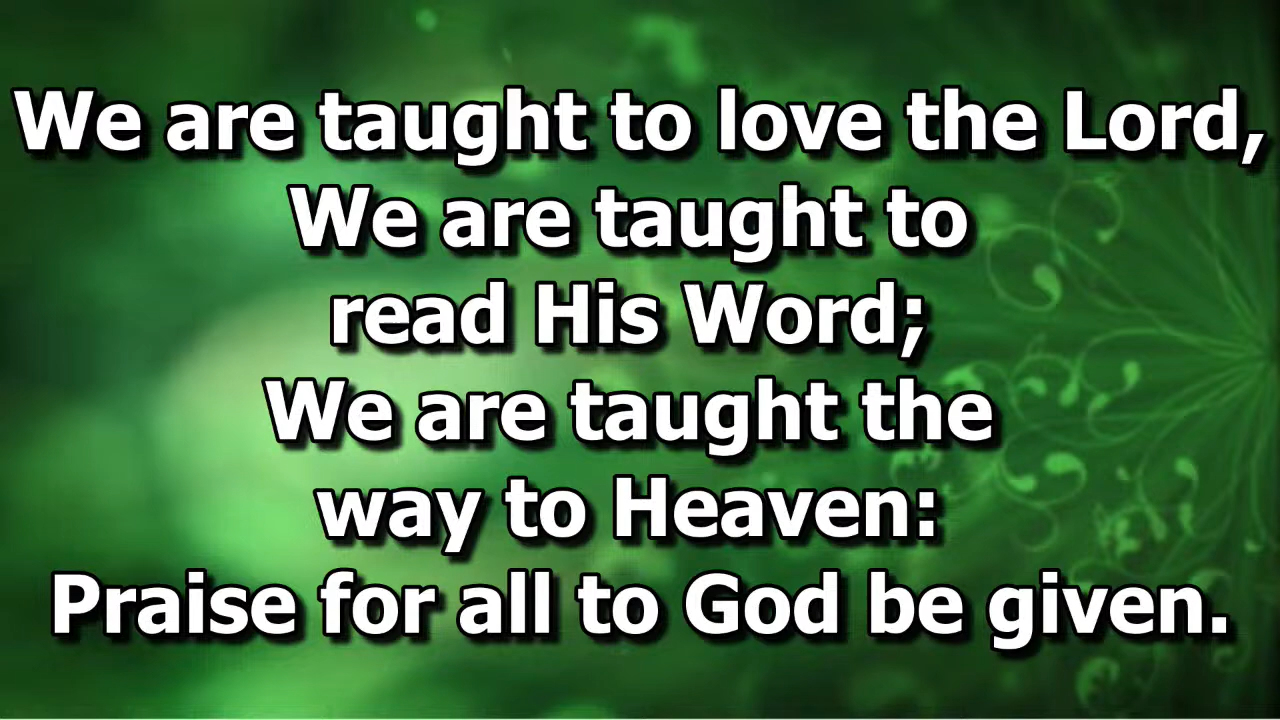 We are taught to love the Lord,
We are taught to
read His Word;
We are taught the
way to Heaven:
Praise for all to God be given.